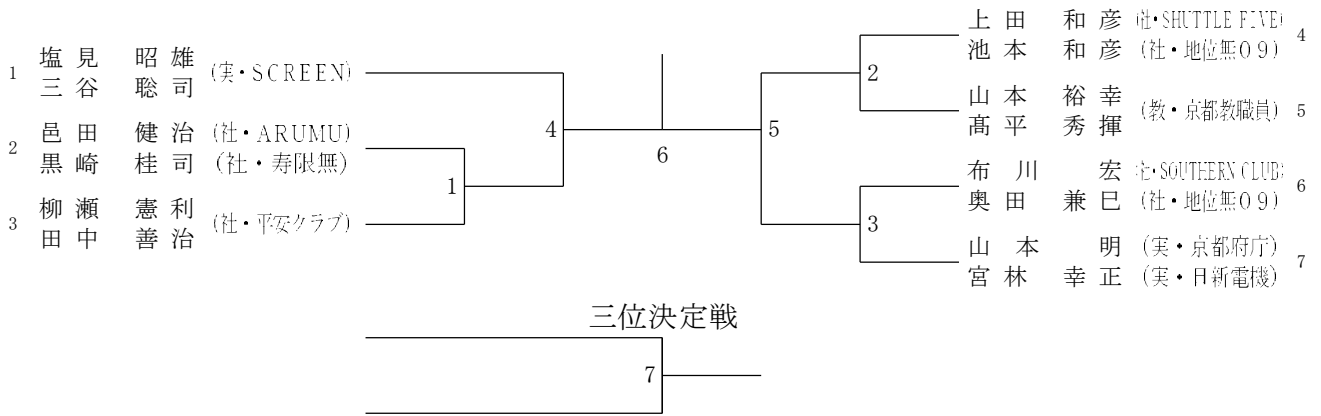 1 塩見 昭雄 (実・SCREEN)
三谷 聡司
2 邑田 健治 (社・ARUMU)
黒崎 桂司 (社・寿限無)
3 柳瀬 憲利 (社・平安クラブ)
田中 善治
1
4
6
5
2
3
上田 和彦 (社・SHUTTLE FIVE) 4
池本 和彦 (社・地位無09)
山本 裕幸 (教・京都教職員) 5
髙平 秀揮
布川 宏 (社・SOUTHERN CLUB) 6
奥田 兼巳 (社・地位無09)
山本 明 (実・京都府庁) 7
宮林 幸正 (実・日新電機)
三位決定戦
7